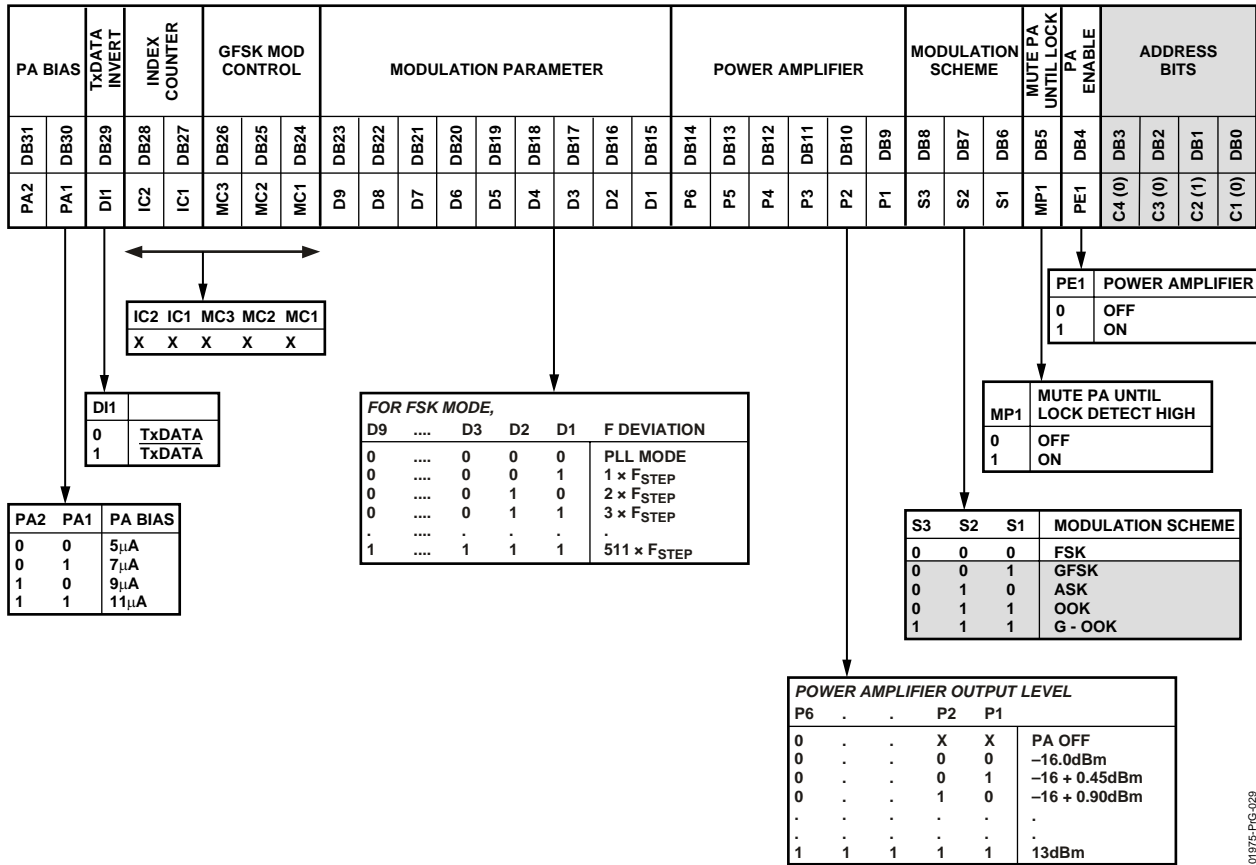 PA BIAS
TxDATA INVERT
INDEX COUNTER
GFSK MOD CONTROL
MODULATION PARAMETER
POWER AMPLIFIER
MODULATION SCHEME
MUTE PA UNTIL LOCK
PA ENABLE
ADDRESS BITS
DB31 DB30 DB29 DB28 DB27 DB26 DB25 DB24 DB23 DB22 DB21 DB20 DB19 DB18 DB17 DB16 DB15 DB14 DB13 DB12 DB11 DB10 DB9 DB8 DB7 DB6 DB5 DB4 DB3 DB2 DB1 DB0
PA2 PA1 DI1 IC2 IC1 MC3 MC2 MC1 D9 D8 D7 D6 D5 D4 D3 D2 D1 P6 P5 P4 P3 P2 P1 S3 S2 S1 MP1 PE1 C4 (0) C3 (0) C2 (1) C1 (0)
PE1 POWER AMPLIFIER
0 OFF
1 ON
IC2 IC1 MC3 MC2 MC1
X X X X X
MP1 MUTE PA UNTIL
LOCK DETECT HIGH
0 OFF
1 ON
DI1
0 TxDATA
1 TxDATA
FOR FSK MODE,
D9 .... D3 D2 D1 F DEVIATION
0 .... 0 0 0 PLL MODE
0 .... 0 0 1 1 × FSTEP
0 .... 0 1 0 2 × FSTEP
0 .... 0 1 1 3 × FSTEP
. .... . . . .
1 .... 1 1 1 511 × FSTEP
PA2 PA1 PA BIAS
0 0 5µA
0 1 7µA
1 0 9µA
1 1 11µA
S3 S2 S1 MODULATION SCHEME
0 0 0 FSK
0 0 1 GFSK
0 1 0 ASK
0 1 1 OOK
1 1 1 G - OOK
POWER AMPLIFIER OUTPUT LEVEL
P6 . . P2 P1
0 . . X X PA OFF
0 . . 0 0 –16.0dBm
0 . . 0 1 –16 + 0.45dBm
0 . . 1 0 –16 + 0.90dBm
. . . . . .
. . . . . .
1 1 1 1 1 13dBm
01975-PrG-029